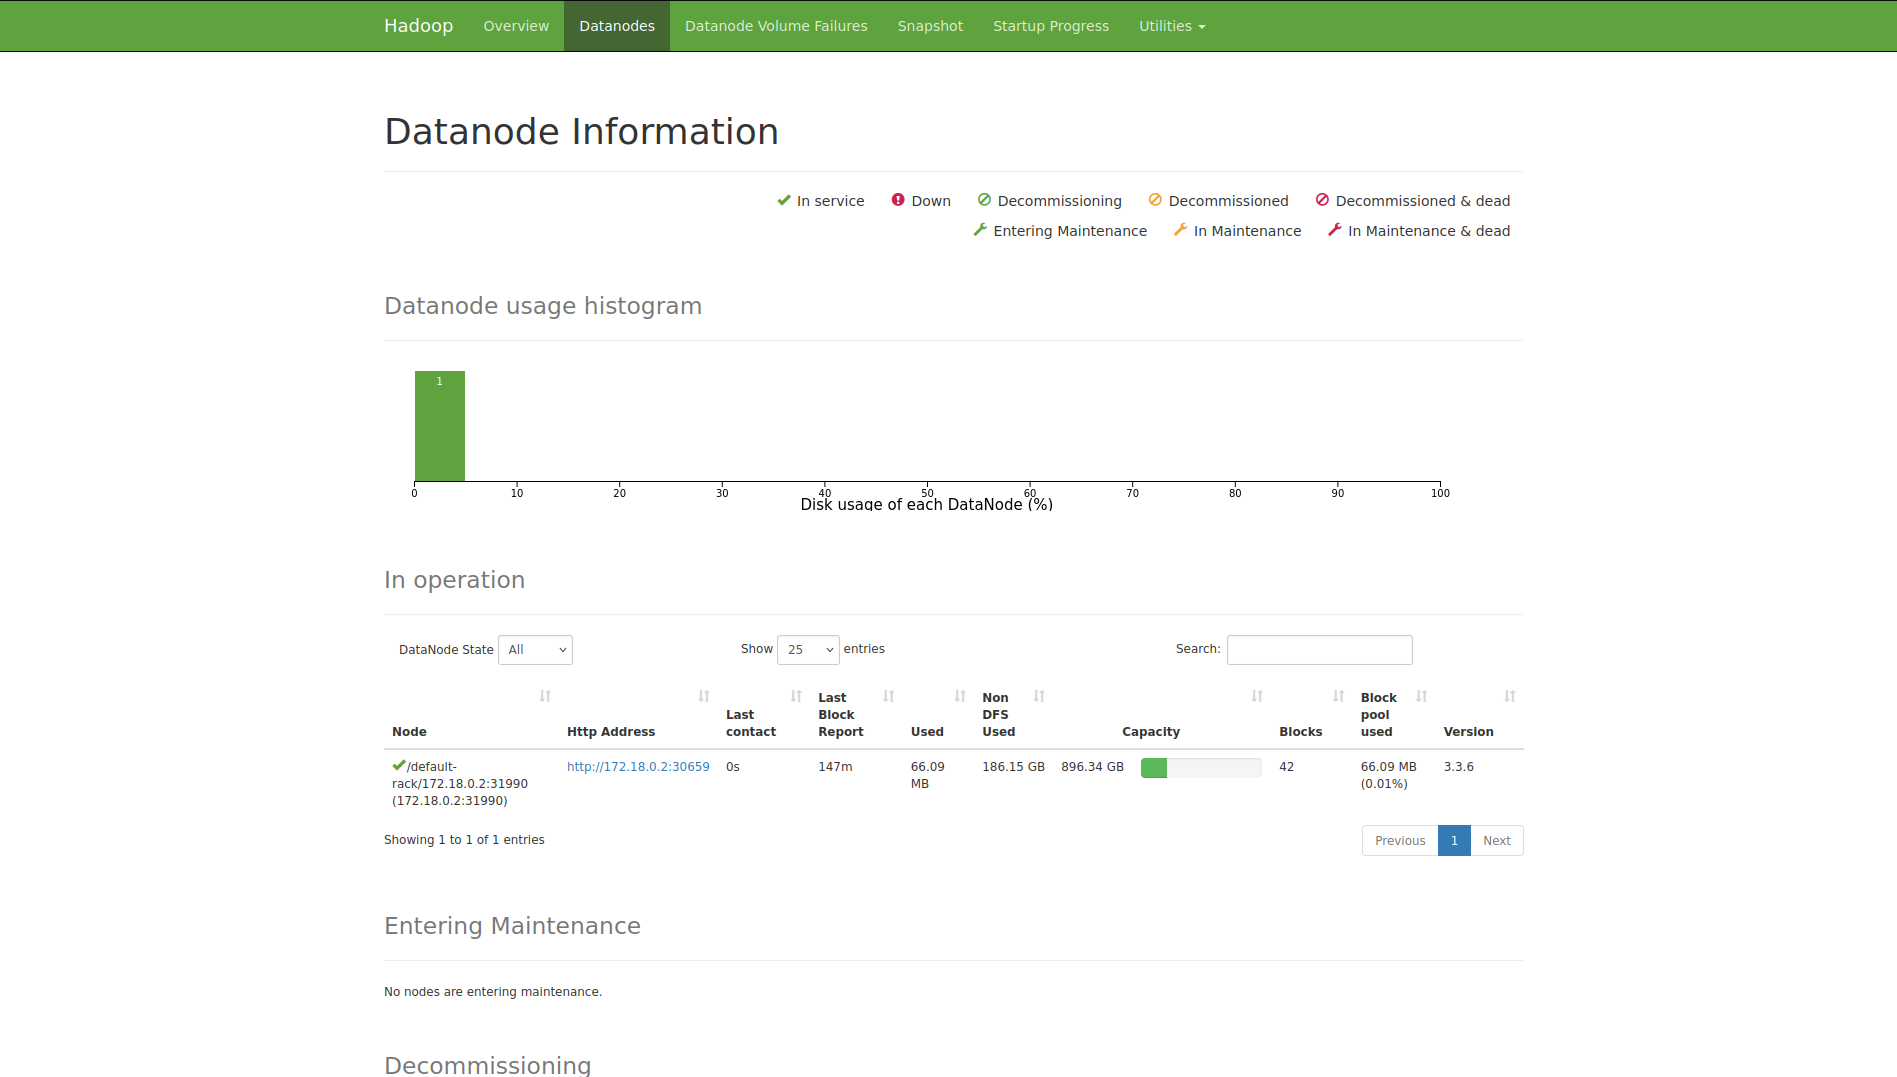 Hadoop Overview Datanodes Datanode Volume Failures Snapshot Startup Progress Utilities
Datanode Information
In service Down Decommissioning Decommissioned Decommissioned & dead
Entering Maintenance In Maintenance In Maintenance & dead
Datanode usage histogram
1
0 10 20 30 40 50 60 70 80 90 100
Disk usage of each DataNode (%)
In operation
DataNode State All Show 25 entries Search:
Node Http Address Last contact Last Block Report Used Non DFS Used Capacity Blocks Block pool used Version
/default-rack/172.18.0.2:31990 (172.18.0.2:31990) http://172.18.0.2:30659 0s 147m 66.09 MB 186.15 GB 896.34 GB 42 66.09 MB (0.01%) 3.3.6
Showing 1 to 1 of 1 entries Previous 1 Next
Entering Maintenance
No nodes are entering maintenance.
Decommissioning